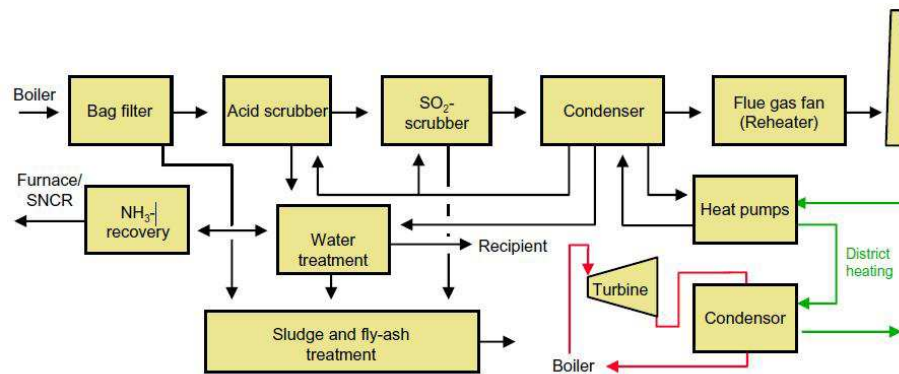 Boiler
Bag filter
Acid scrubber
SO₂-
scrubber
Condenser
Flue gas fan
(Reheater)
Furnace/
SNCR
NH₃-
recovery
Water
treatment
Recipient
Heat pumps
District
heating
Turbine
Condensor
Sludge and fly-ash
treatment
Boiler